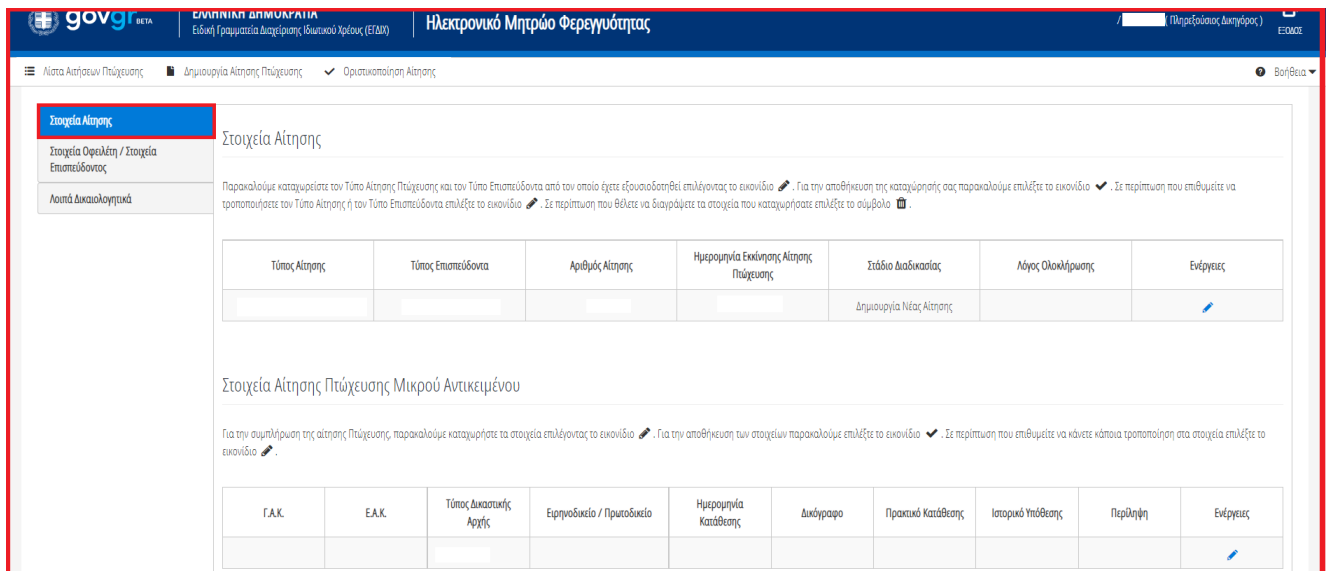 govgr BETA
ΕΛΛΗΝΙΚΗ ΔΗΜΟΚΡΑΤΙΑ
Ειδική Γραμματεία Διαχείρισης Ιδιωτικού Χρέους (ΕΓΔΙΧ)
Ηλεκτρονικό Μητρώο Φερεγγυότητας
/ ( Πληρεξούσιος Δικηγόρος )
ΕΞΟΔΟΣ
Λίστα Αιτήσεων Πτώχευσης Δημιουργία Αίτησης Πτώχευσης Οριστικοποίηση Αίτησης Βοήθεια
Στοιχεία Αίτησης
Στοιχεία Οφειλέτη / Στοιχεία
Επισπεύδοντος
Λοιπά Δικαιολογητικά
Στοιχεία Αίτησης
Παρακαλούμε καταχωρείστε τον Τύπο Αίτησης Πτώχευσης και τον Τύπο Επισπεύδοντα από τον οποίο έχετε εξουσιοδοτηθεί επιλέγοντας το εικονίδιο . Για την αποθήκευση της καταχώρησής σας παρακαλούμε επιλέξτε το εικονίδιο . Σε περίπτωση που επιθυμείτε να
τροποποιήσετε τον Τύπο Αίτησης ή τον Τύπο Επισπεύδοντα επιλέξτε το εικονίδιο . Σε περίπτωση που θέλετε να διαγράψετε τα στοιχεία που καταχωρήσατε επιλέξτε το σύμβολο .
Τύπος Αίτησης Τύπος Επισπεύδοντα Αριθμός Αίτησης Ημερομηνία Εκκίνησης Αίτησης Πτώχευσης Στάδιο Διαδικασίας Λόγος Ολοκλήρωσης Ενέργειες
Δημιουργία Νέας Αίτησης
Στοιχεία Αίτησης Πτώχευσης Μικρού Αντικειμένου
Για την συμπλήρωση της αίτησης Πτώχευσης, παρακαλούμε καταχωρήστε τα στοιχεία επιλέγοντας το εικονίδιο . Για την αποθήκευση των στοιχείων παρακαλούμε επιλέξτε το εικονίδιο . Σε περίπτωση που επιθυμείτε να κάνετε κάποια τροποποίηση στα στοιχεία επιλέξτε το
εικονίδιο .
Γ.Α.Κ. Ε.Α.Κ. Τύπος Δικαστικής Αρχής Ειρηνοδικείο / Πρωτοδικείο Ημερομηνία Κατάθεσης Δικόγραφο Πρακτικό Κατάθεσης Ιστορικό Υπόθεσης Περίληψη Ενέργειες